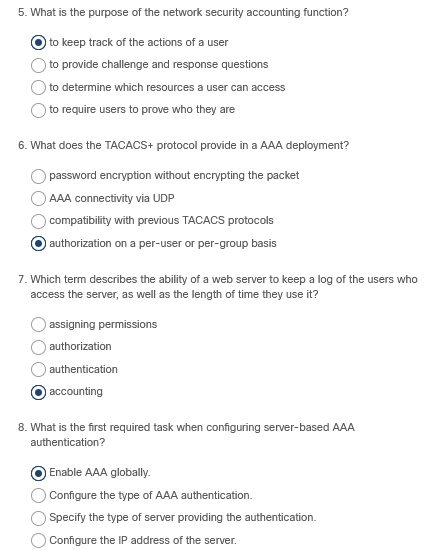 5. What is the purpose of the network security accounting function?
to keep track of the actions of a user
to provide challenge and response questions
to determine which resources a user can access
to require users to prove who they are
6. What does the TACACS+ protocol provide in a AAA deployment?
password encryption without encrypting the packet
AAA connectivity via UDP
compatibility with previous TACACS protocols
authorization on a per-user or per-group basis
7. Which term describes the ability of a web server to keep a log of the users who
access the server, as well as the length of time they use it?
assigning permissions
authorization
authentication
accounting
8. What is the first required task when configuring server-based AAA
authentication?
Enable AAA globally.
Configure the type of AAA authentication.
Specify the type of server providing the authentication.
Configure the IP address of the server.